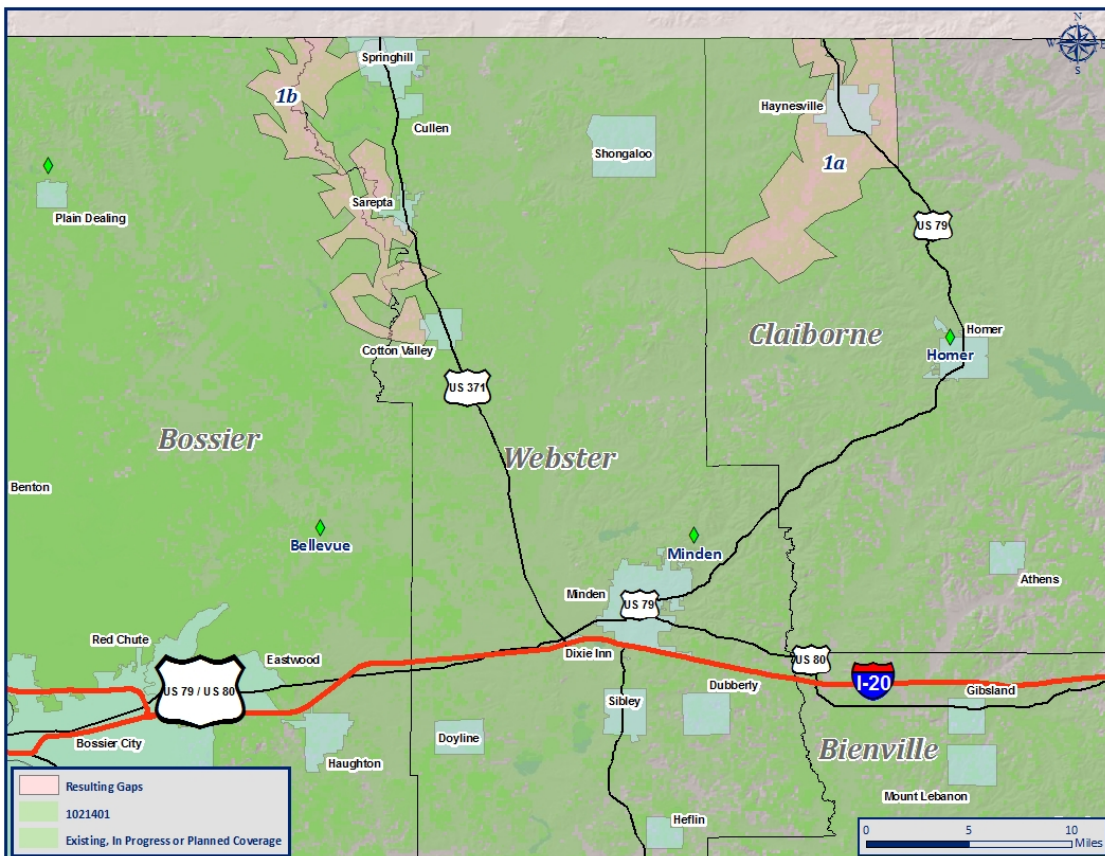 N
W
E
S
Springhill
1b
Cullen
Haynesville
Shongaloo
1a
Plain Dealing
Sarepta
US 79
Claiborne
Homer
Homer
Cotton Valley
US 371
Bossier
Webster
Benton
Bellevue
Minden
Minden
US 79
Athens
Red Chute
Eastwood
Dixie Inn
US 80
US 79 / US 80
I-20
Dubberly
Gibsland
Sibley
Bossier City
Doyline
Bienville
Haughton
Mount Lebanon
Heflin
Resulting Gaps
1021401
Existing, In Progress or Planned Coverage
0 5 10
Miles